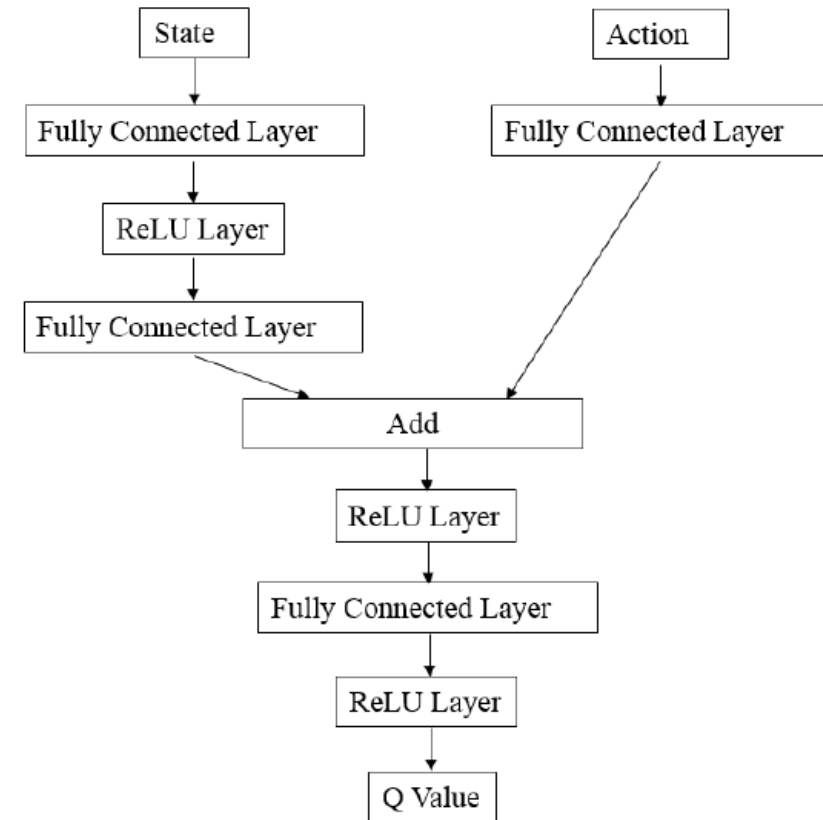 State
Action
Fully Connected Layer
Fully Connected Layer
ReLU Layer
Fully Connected Layer
Add
ReLU Layer
Fully Connected Layer
ReLU Layer
Q Value